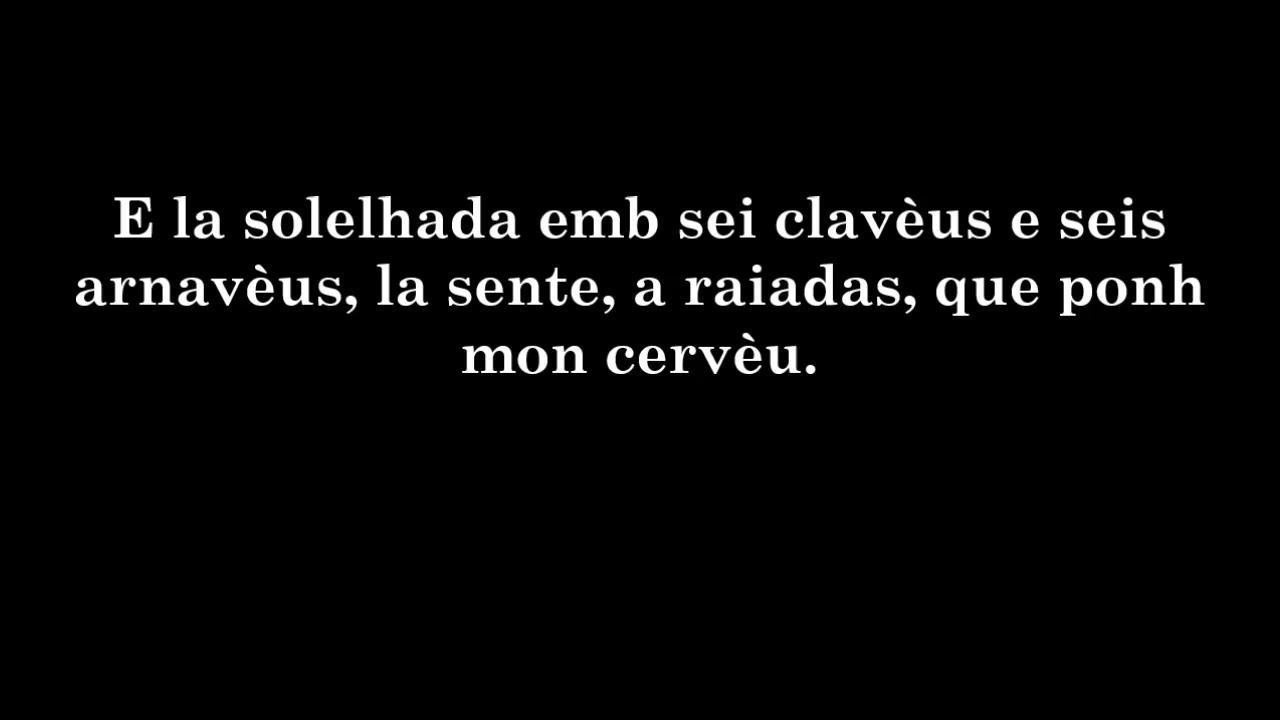 E la solelhada emb sei clavèus e seis
arnavèus, la sente, a raiadas, que ponh
mon cervèu.